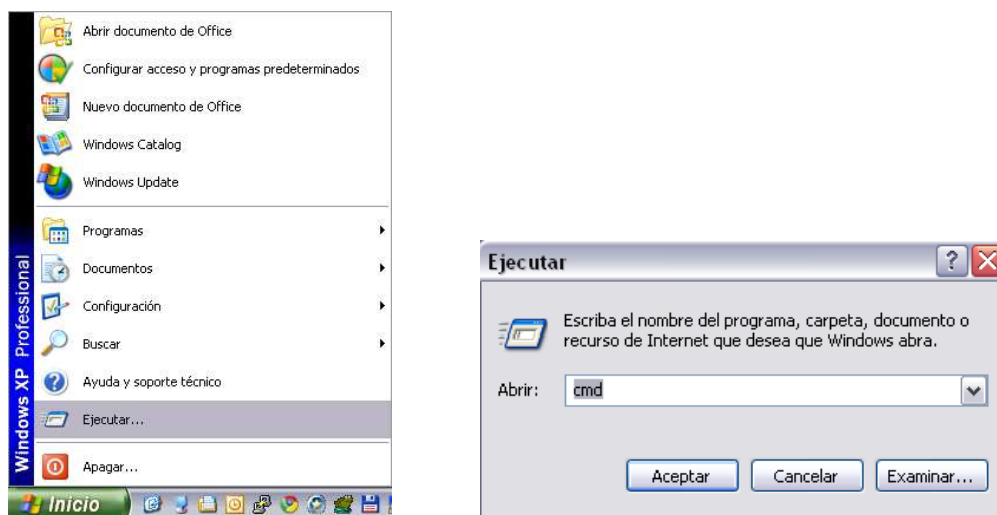 Abrir documento de Office
Configurar acceso y programas predeterminados
Nuevo documento de Office
Windows Catalog
Windows Update
Programas
Documentos
Configuración
Buscar
Ayuda y soporte técnico
Ejecutar...
Apagar...
Windows XP Professional
Inicio
Ejecutar
Escriba el nombre del programa, carpeta, documento o
recurso de Internet que desea que Windows abra.
Abrir: cmd
Aceptar Cancelar Examinar...